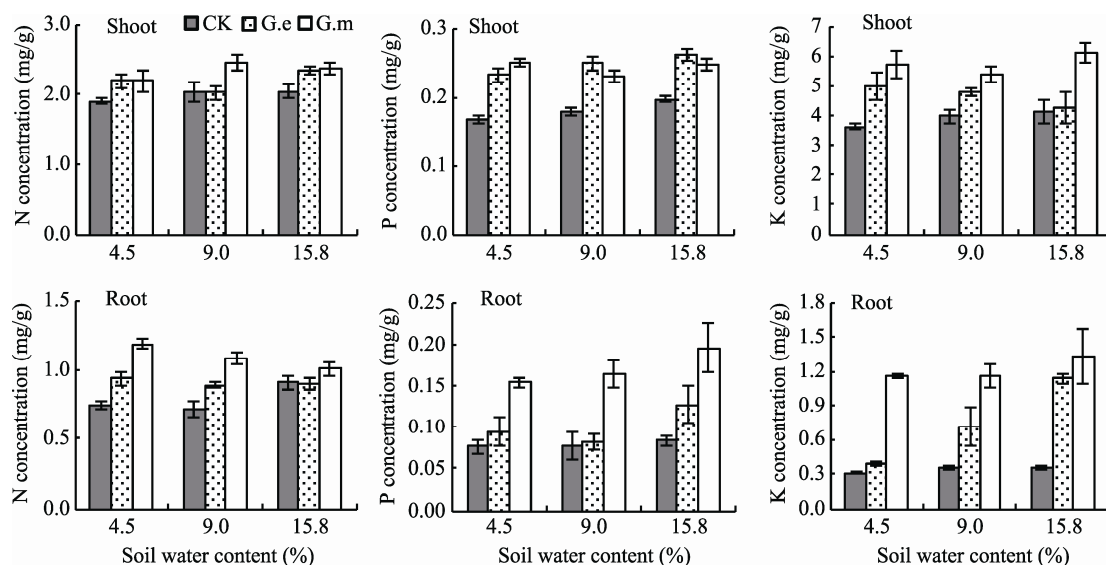 Shoot CK G.e G.m
N concentration (mg/g)
3.0
2.0
1.0
0.0
4.5 9.0 15.8
Shoot
P concentration (mg/g)
0.3
0.2
0.1
0.0
4.5 9.0 15.8
Shoot
K concentration (mg/g)
7
6
5
4
3
2
1
0
4.5 9.0 15.8
Root
N concentration (mg/g)
1.5
1.0
0.5
0.0
4.5 9.0 15.8
Soil water content (%)
Root
P concentration (mg/g)
0.25
0.20
0.15
0.10
0.05
0.00
4.5 9.0 15.8
Soil water content (%)
Root
K concentration (mg/g)
1.8
1.5
1.2
0.9
0.6
0.3
0.0
4.5 9.0 15.8
Soil water content (%)